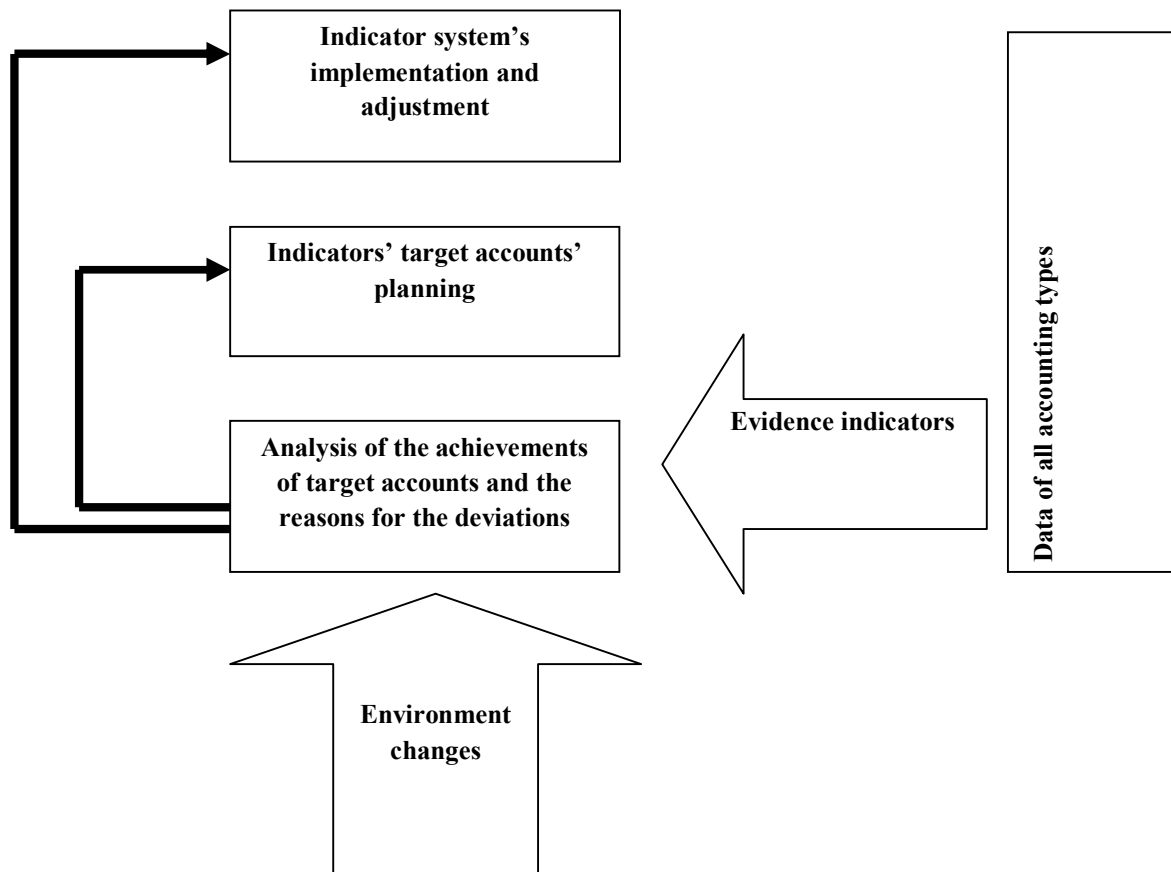 Indicator system’s
implementation and
adjustment
Indicators’ target accounts’
planning
Analysis of the achievements
of target accounts and the
reasons for the deviations
Evidence indicators
Data of all accounting types
Environment
changes